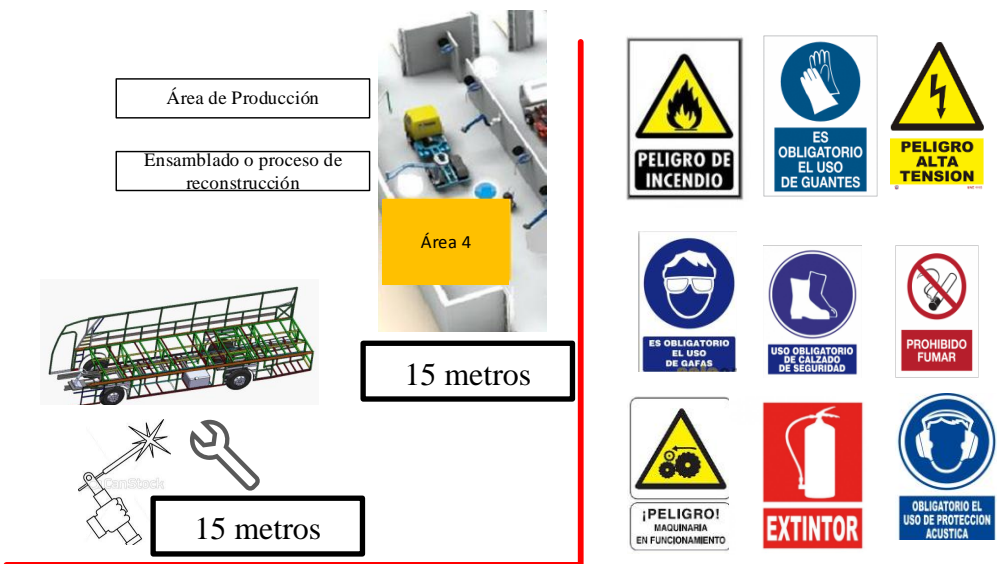 Área de Producción
Ensamblado o proceso de
reconstrucción
Área 4
15 metros
CanStock
15 metros
PELIGRO DE
INCENDIO
ES
OBLIGATORIO
EL USO
DE GUANTES
PELIGRO
ALTA
TENSION
ES OBLIGATORIO
EL USO
DE GAFAS
USO OBLIGATORIO
DE CALZADO
DE SEGURIDAD
PROHIBIDO
FUMAR
¡PELIGRO!
MAQUINARIA
EN FUNCIONAMIENTO
EXTINTOR
OBLIGATORIO EL
USO DE PROTECCION
ACUSTICA